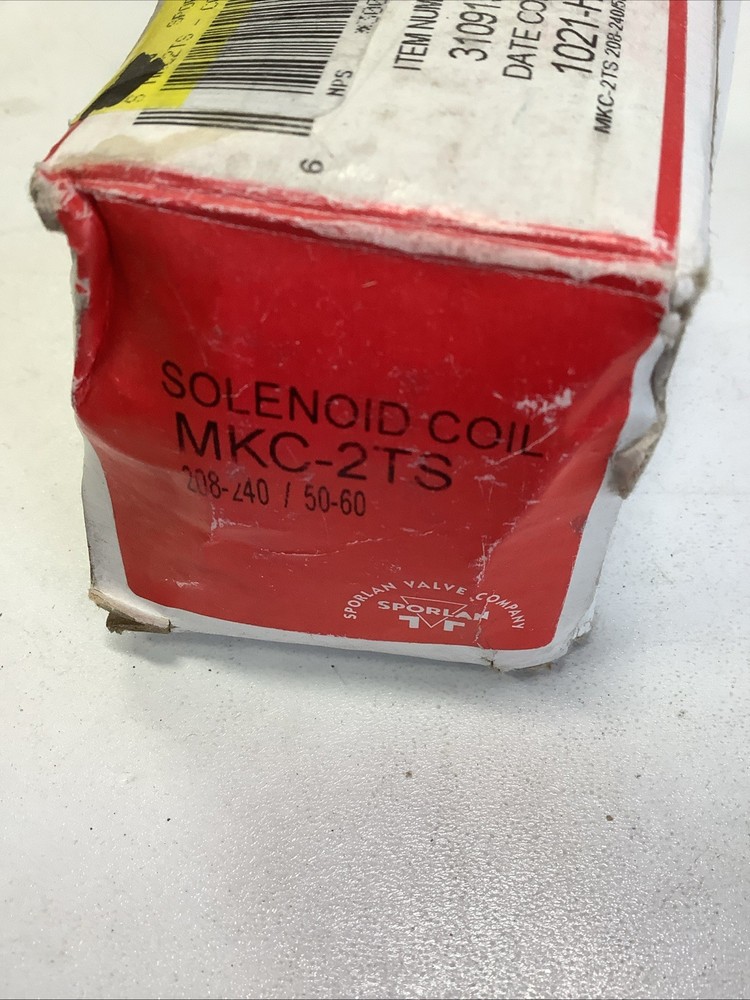 ITEM NUM
31091
DATE CO
1021-H
MKC-2TS 208-240/5
NPS
6
SOLENOID COIL
MKC-2TS
208-240 / 50-60
SPORLAN VALVE COMPANY
SPORLAN